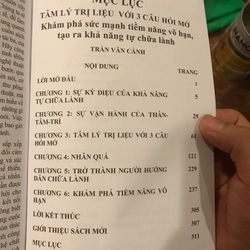 MỤC LỤC
TÂM LÝ TRỊ LIỆU VỚI 3 CÂU HỎI MỞ
Khám phá sức mạnh tiềm năng vô hạn,
tạo ra khả năng tự chữa lành
TRẦN VĂN CẢNH
NỘI DUNG TRANG
LỜI MỞ ĐẦU 3
CHƯƠNG 1: SỰ KỲ DIỆU CỦA KHẢ NĂNG 5
TỰ CHỮA LÀNH
CHƯƠNG 2: SỰ VẬN HÀNH CỦA THÂN- 35
TÂM-TRÍ
CHƯƠNG 3: TÂM LÝ TRỊ LIỆU VỚI 3 CÂU 61
HỎI MỞ
CHƯƠNG 4: NHÂN QUẢ 121
CHƯƠNG 5: TRỞ THÀNH NGƯỜI HƯỚNG 229
DẪN CHỮA LÀNH
CHƯƠNG 6: KHÁM PHÁ TIỀM NĂNG VÔ 237
HẠN
LỜI KẾT THÚC 305
GIỚI THIỆU SÁCH MỚI 307
MỤC LỤC 311